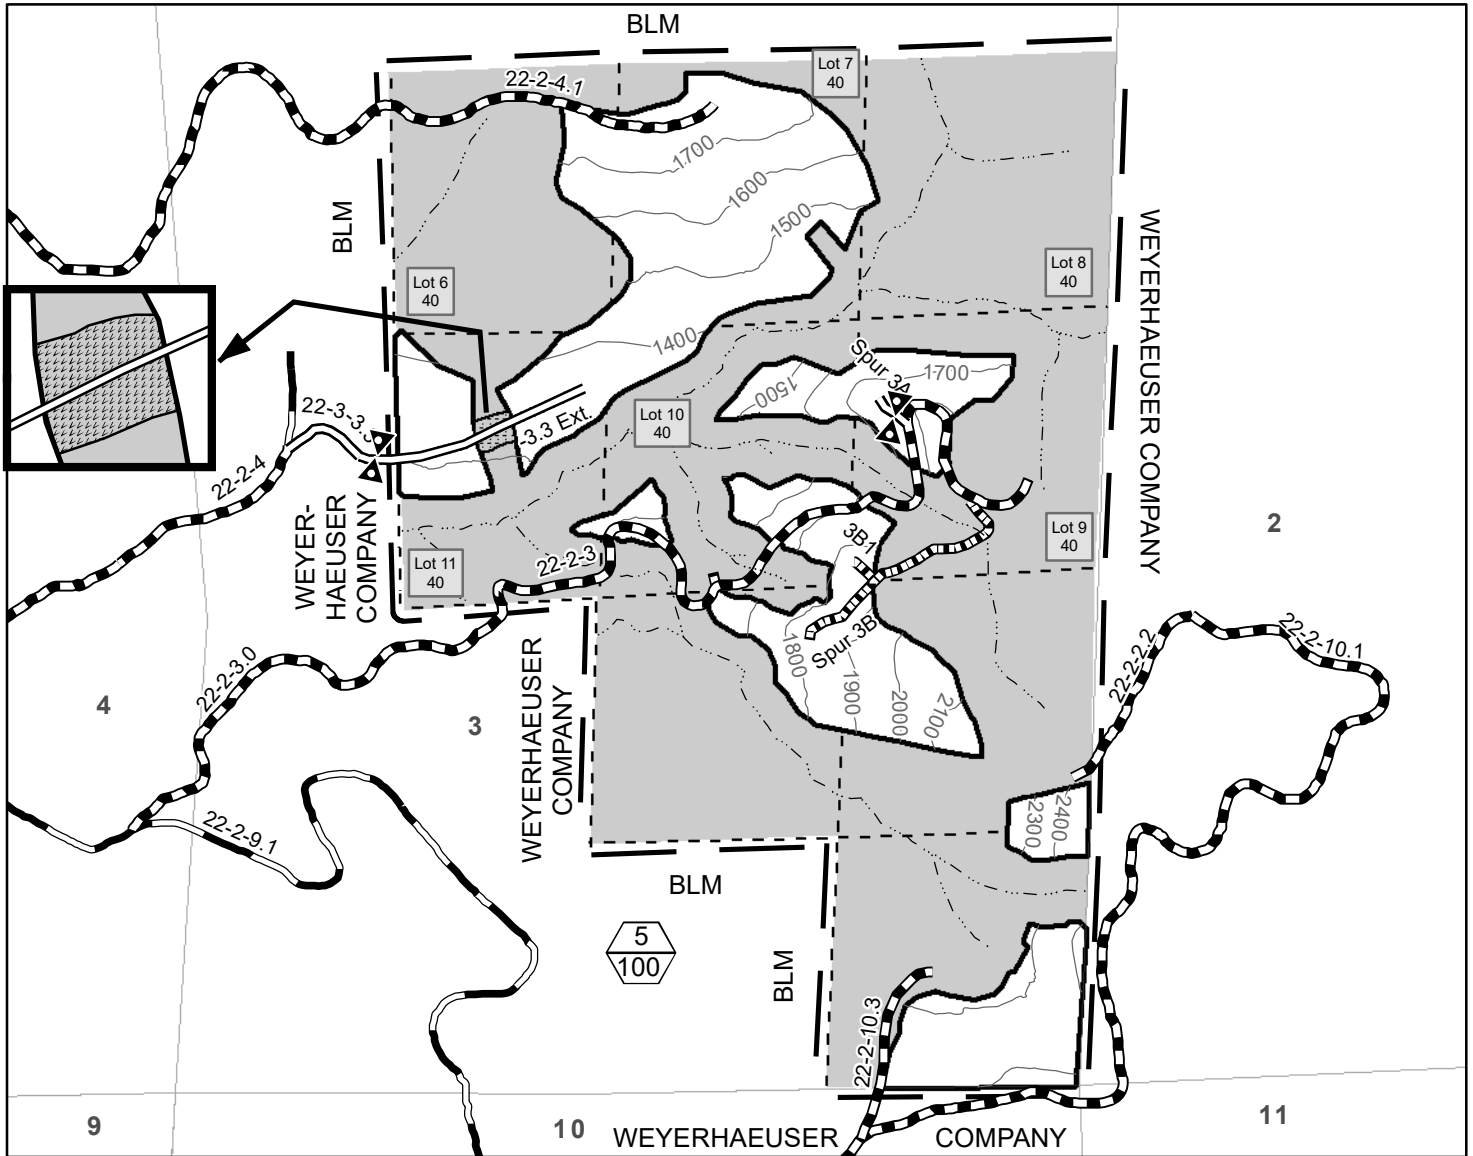 BLM
Lot 7
40
22-2-4.1
1700
1600
1500
BLM
WEYERHAEUSER COMPANY
Lot 6
40
Lot 8
40
1400
Spur 3A
1700
1500
22-3-3.3
-3.3 Ext.
Lot 10
40
22-2-4
WEYER-
HAEUSER
COMPANY
Lot 11
40
22-2-3
3B1
Lot 9
40
2
Spur 3B
1800
1900
2000
2100
22-2-3.0
4
3
WEYERHAEUSER
COMPANY
22-2-2.2
22-2-10.1
22-2-9.1
2300
2400
BLM
5
100
BLM
22-2-10.3
9
10
WEYERHAEUSER COMPANY
11